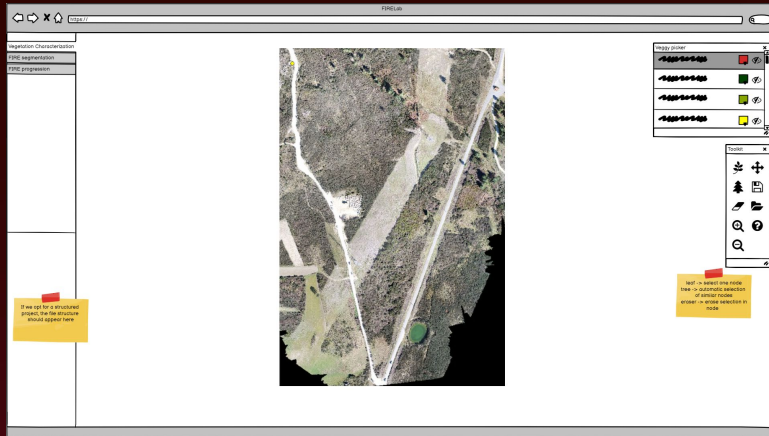 FIRELab
https://
Vegetation Characterization
FIRE segmentation
FIRE progression
Veggy picker
Toolkit
If we opt for a structured
project, the file structure
should appear here
leaf -> select one node
tree -> automatic selection
of similar nodes
eraser -> erase selection in
node